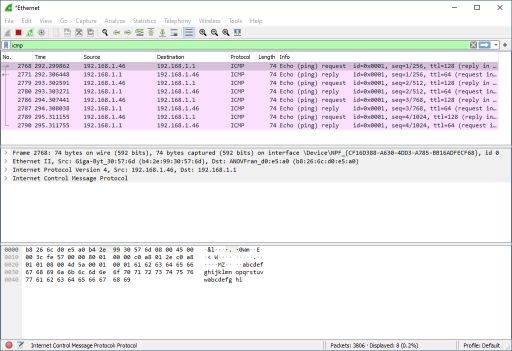 *Ethernet
File Edit View Go Capture Analyze Statistics Telephony Wireless Tools Help
icmp
No. Time Source Destination Protocol Length Info
2768 292.299862 192.168.1.46 192.168.1.1 ICMP 74 Echo (ping) request id=0x0001, seq=1/256, ttl=128 (reply in …
2771 292.306448 192.168.1.1 192.168.1.46 ICMP 74 Echo (ping) reply id=0x0001, seq=1/256, ttl=64 (request in…
2779 293.302591 192.168.1.46 192.168.1.1 ICMP 74 Echo (ping) request id=0x0001, seq=2/512, ttl=128 (reply in …
2780 293.303271 192.168.1.1 192.168.1.46 ICMP 74 Echo (ping) reply id=0x0001, seq=2/512, ttl=64 (request in…
2786 294.307441 192.168.1.46 192.168.1.1 ICMP 74 Echo (ping) request id=0x0001, seq=3/768, ttl=128 (reply in …
2787 294.308038 192.168.1.1 192.168.1.46 ICMP 74 Echo (ping) reply id=0x0001, seq=3/768, ttl=64 (request in…
2789 295.311155 192.168.1.46 192.168.1.1 ICMP 74 Echo (ping) request id=0x0001, seq=4/1024, ttl=128 (reply in…
2790 295.311755 192.168.1.1 192.168.1.46 ICMP 74 Echo (ping) reply id=0x0001, seq=4/1024, ttl=64 (request i…
Frame 2768: 74 bytes on wire (592 bits), 74 bytes captured (592 bits) on interface \Device\NPF_{CF16D388-A630-4DD3-A785-BB16ADFECF68}, id 0
Ethernet II, Src: Giga-Byt_30:57:6d (b4:2e:99:30:57:6d), Dst: ANOVFran_d0:e5:a0 (b8:26:6c:d0:e5:a0)
Internet Protocol Version 4, Src: 192.168.1.46, Dst: 192.168.1.1
Internet Control Message Protocol
0000 b8 26 6c d0 e5 a0 b4 2e 99 30 57 6d 08 00 45 00 ·&l····. ·0Wm··E·
0010 00 3c fe 57 00 00 80 01 00 00 c0 a8 01 2e c0 a8 ·<·W···· ·····.··
0020 01 01 08 00 4d 5a 00 01 00 01 61 62 63 64 65 66 ····MZ·· ··abcdef
0030 67 68 69 6a 6b 6c 6d 6e 6f 70 71 72 73 74 75 76 ghijklmn opqrstuv
0040 77 61 62 63 64 65 66 67 68 69 wabcdefg hi
Internet Control Message Protocol: Protocol Packets: 3806 · Displayed: 8 (0.2%) Profile: Default